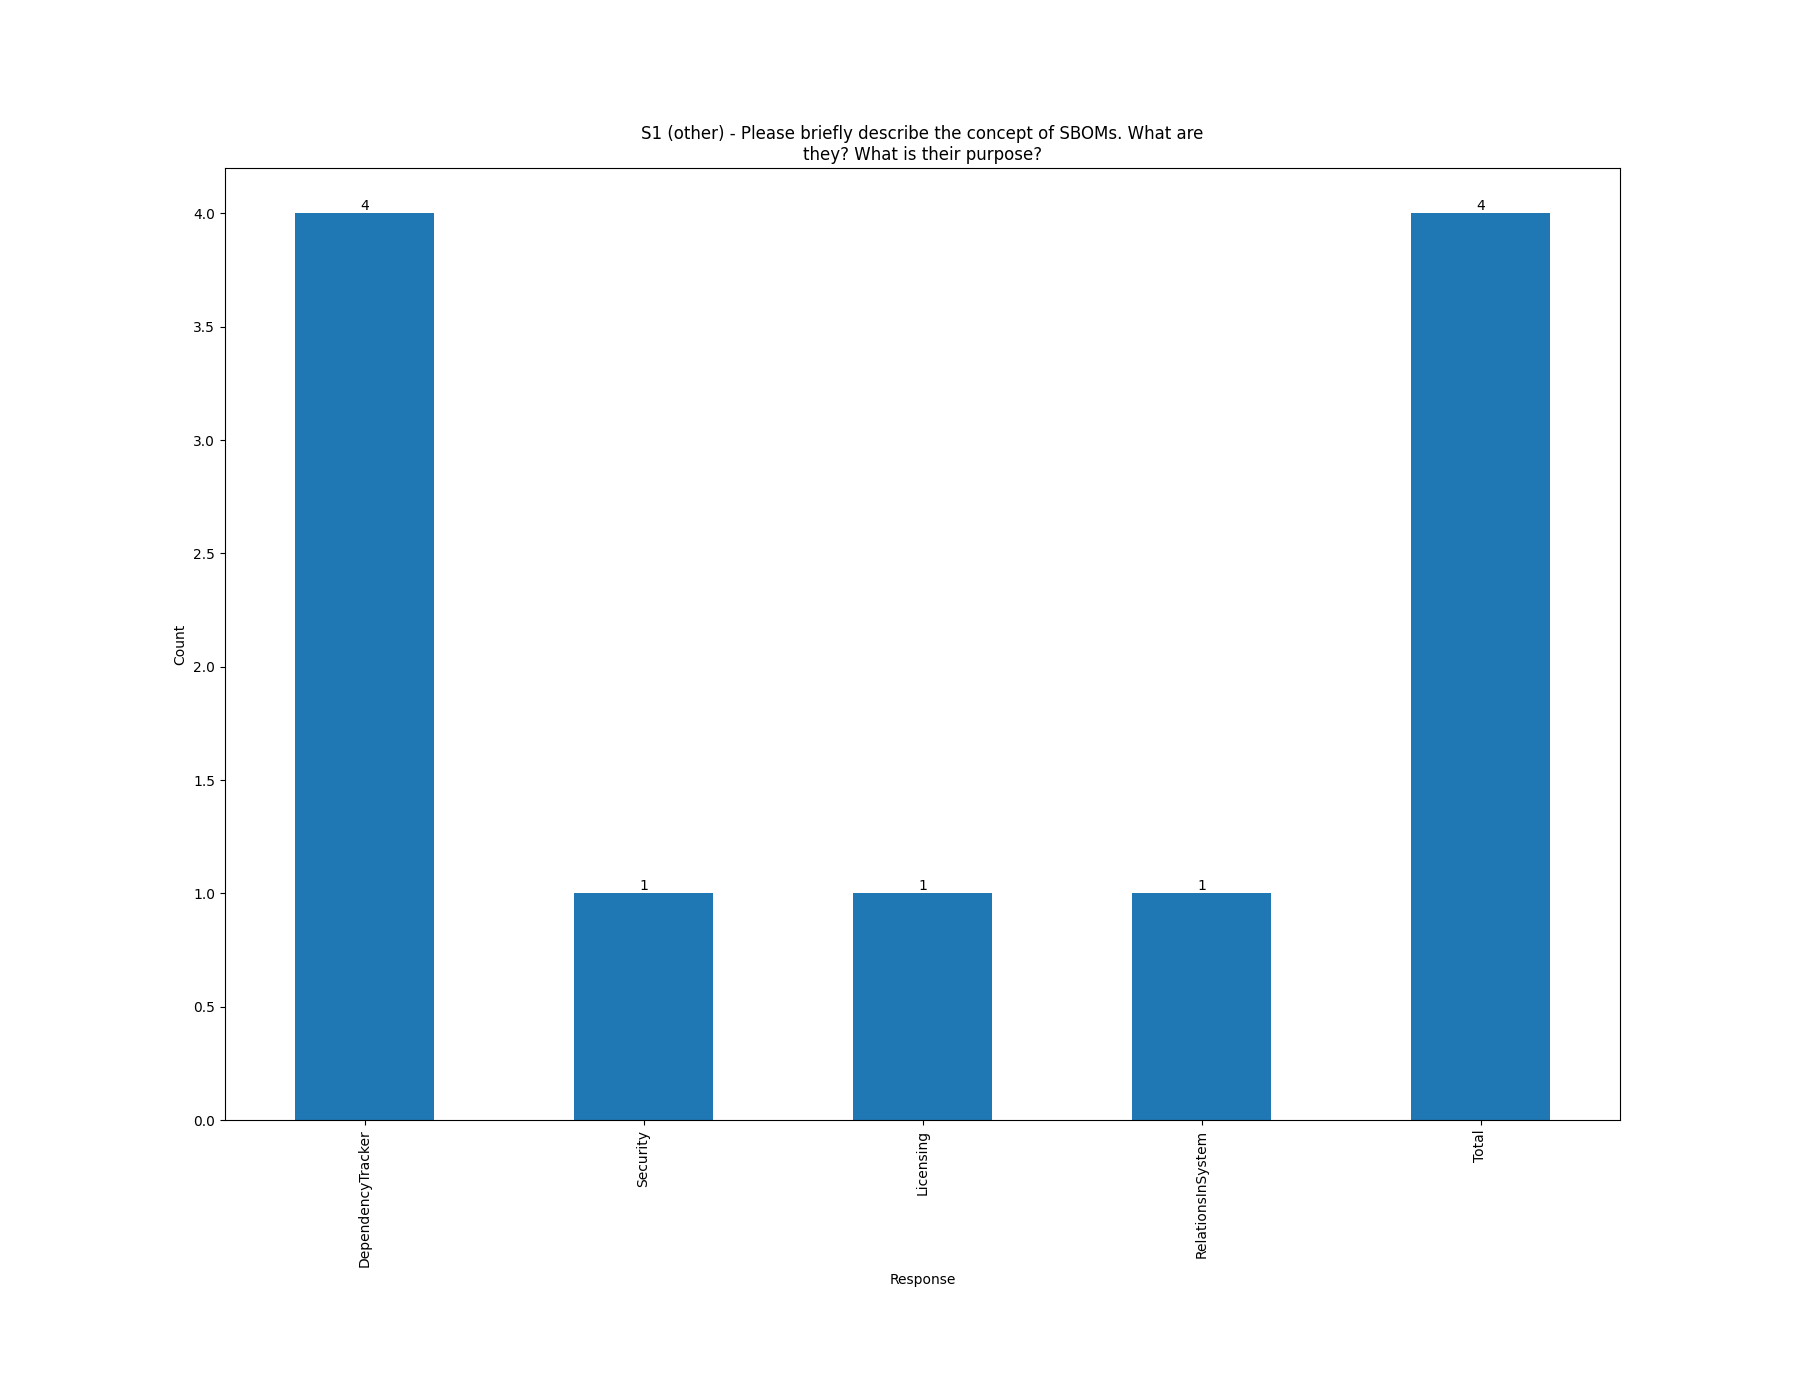 S1 (other) - Please briefly describe the concept of SBOMs. What are
they? What is their purpose?
4
1
1
1
4
4.0
3.5
3.0
2.5
2.0
1.5
1.0
0.5
0.0
Count
DependencyTracker
Security
Licensing
RelationsInSystem
Total
Response